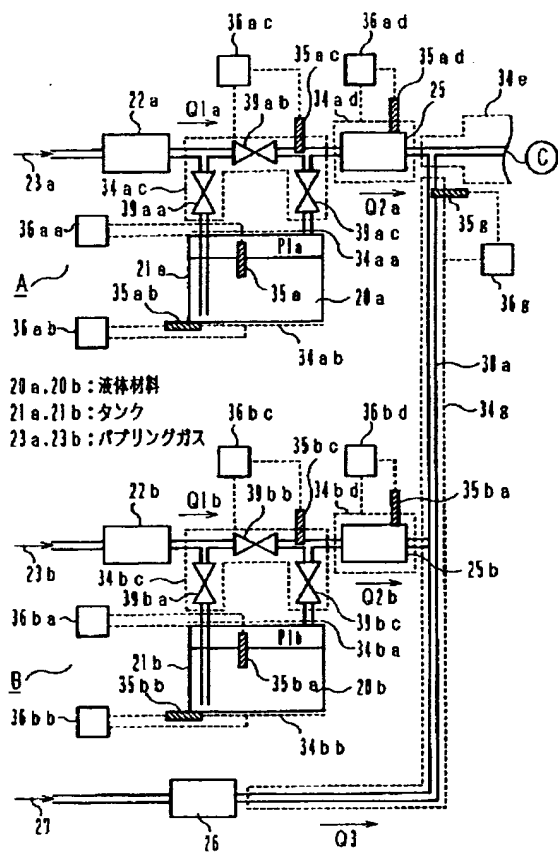 36ac
36ad
35ac
35ad
34ad
25
34e
39ab
Q1a
22a
C
23a
34ac
39aa
Q2a
35g
39ac
36aa
P1a
34aa
36g
21a
A
35ab
35a
20a
36ab
34ab
30a
20a,20b:液体材料
21a,21b:タンク
23a,23b:バブリングガス
34g
36bc
36bd
35bc
34bd
35ba
39bb
Q1b
22b
23b
34bc
25b
39ba
Q2b
39bc
36ba
P1b
34ba
21b
B
35bb
35ba
20b
36bb
34bb
27
26
Q3